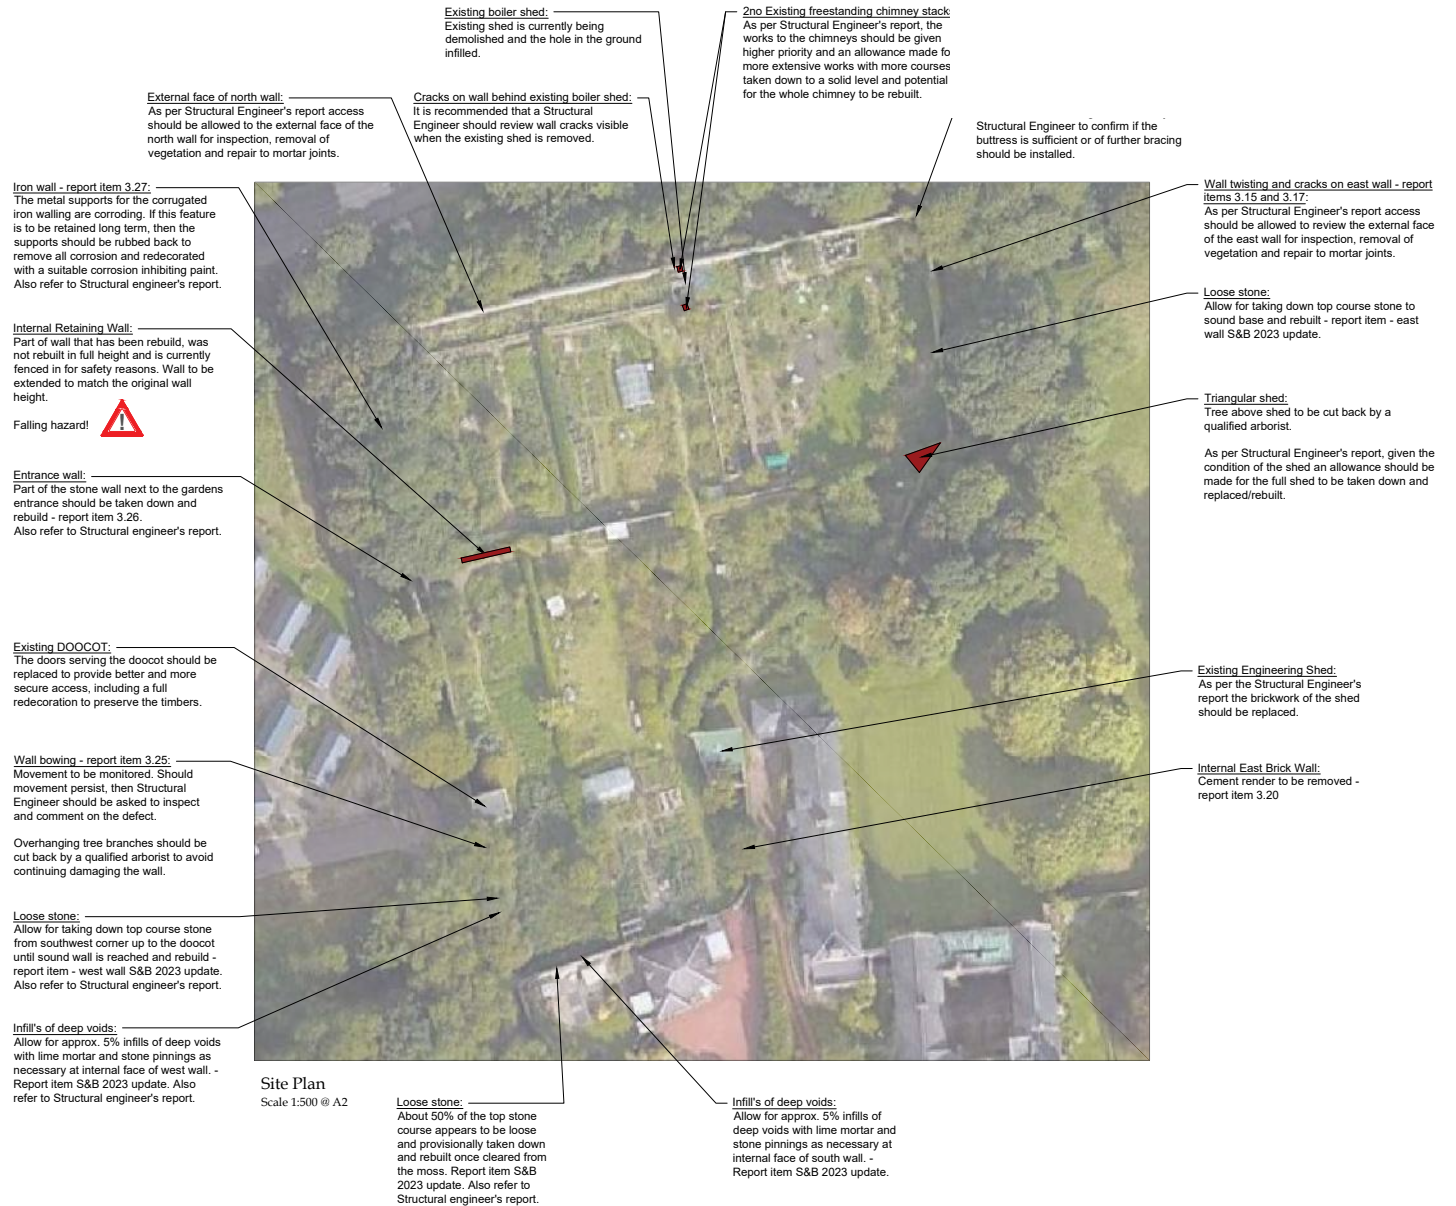 Existing boiler shed:
Existing shed is currently being
demolished and the hole in the ground
infilled.
2no Existing freestanding chimney stack
As per Structural Engineer's report, the
works to the chimneys should be given
higher priority and an allowance made fo
more extensive works with more courses
taken down to a solid level and potential
for the whole chimney to be rebuilt.
External face of north wall:
As per Structural Engineer's report access
should be allowed to the external face of the
north wall for inspection, removal of
vegetation and repair to mortar joints.
Cracks on wall behind existing boiler shed:
It is recommended that a Structural
Engineer should review wall cracks visible
when the existing shed is removed.
Structural Engineer to confirm if the
buttress is sufficient or of further bracing
should be installed.
Iron wall - report item 3.27:
The metal supports for the corrugated
iron walling are corroding. If this feature
is to be retained long term, then the
supports should be rubbed back to
remove all corrosion and redecorated
with a suitable corrosion inhibiting paint.
Also refer to Structural engineer's report.
Internal Retaining Wall:
Part of wall that has been rebuild, was
not rebuilt in full height and is currently
fenced in for safety reasons. Wall to be
extended to match the original wall
height.
Falling hazard!
Entrance wall:
Part of the stone wall next to the gardens
entrance should be taken down and
rebuild - report item 3.26.
Also refer to Structural engineer's report.
Existing DOOCOT:
The doors serving the doocot should be
replaced to provide better and more
secure access, including a full
redecoration to preserve the timbers.
Wall bowing - report item 3.25:
Movement to be monitored. Should
movement persist, then Structural
Engineer should be asked to inspect
and comment on the defect.
Overhanging tree branches should be
cut back by a qualified arborist to avoid
continuing damaging the wall.
Loose stone:
Allow for taking down top course stone
from southwest corner up to the doocot
until sound wall is reached and rebuild -
report item - west wall S&B 2023 update.
Also refer to Structural engineer's report.
Infill's of deep voids:
Allow for approx. 5% infills of deep voids
with lime mortar and stone pinnings as
necessary at internal face of west wall. -
Report item S&B 2023 update. Also
refer to Structural engineer's report.
Wall twisting and cracks on east wall - report
items 3.15 and 3.17:
As per Structural Engineer's report access
should be allowed to review the external face
of the east wall for inspection, removal of
vegetation and repair to mortar joints.
Loose stone:
Allow for taking down top course stone to
sound base and rebuilt - report item - east
wall S&B 2023 update.
Triangular shed:
Tree above shed to be cut back by a
qualified arborist.
As per Structural Engineer's report, given the
condition of the shed an allowance should be
made for the full shed to be taken down and
replaced/rebuilt.
Existing Engineering Shed:
As per the Structural Engineer's
report the brickwork of the shed
should be replaced.
Internal East Brick Wall:
Cement render to be removed -
report item 3.20
Site Plan
Scale 1:500 @ A2
Loose stone:
About 50% of the top stone
course appears to be loose
and provisionally taken down
and rebuilt once cleared from
the moss. Report item S&B
2023 update. Also refer to
Structural engineer's report.
Infill's of deep voids:
Allow for approx. 5% infills of
deep voids with lime mortar and
stone pinnings as necessary at
internal face of south wall. -
Report item S&B 2023 update.